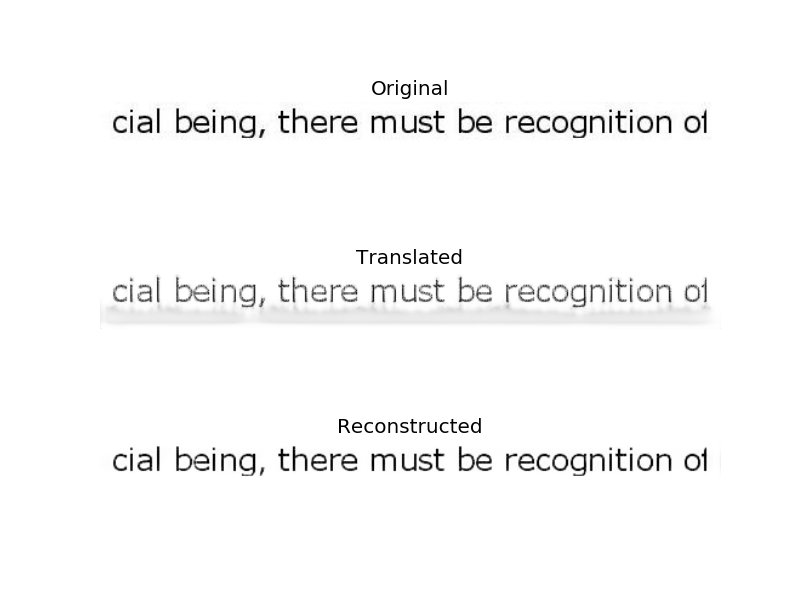 Original
cial being, there must be recognition of
Translated
cial being, there must be recognition of
Reconstructed
cial being, there must be recognition of